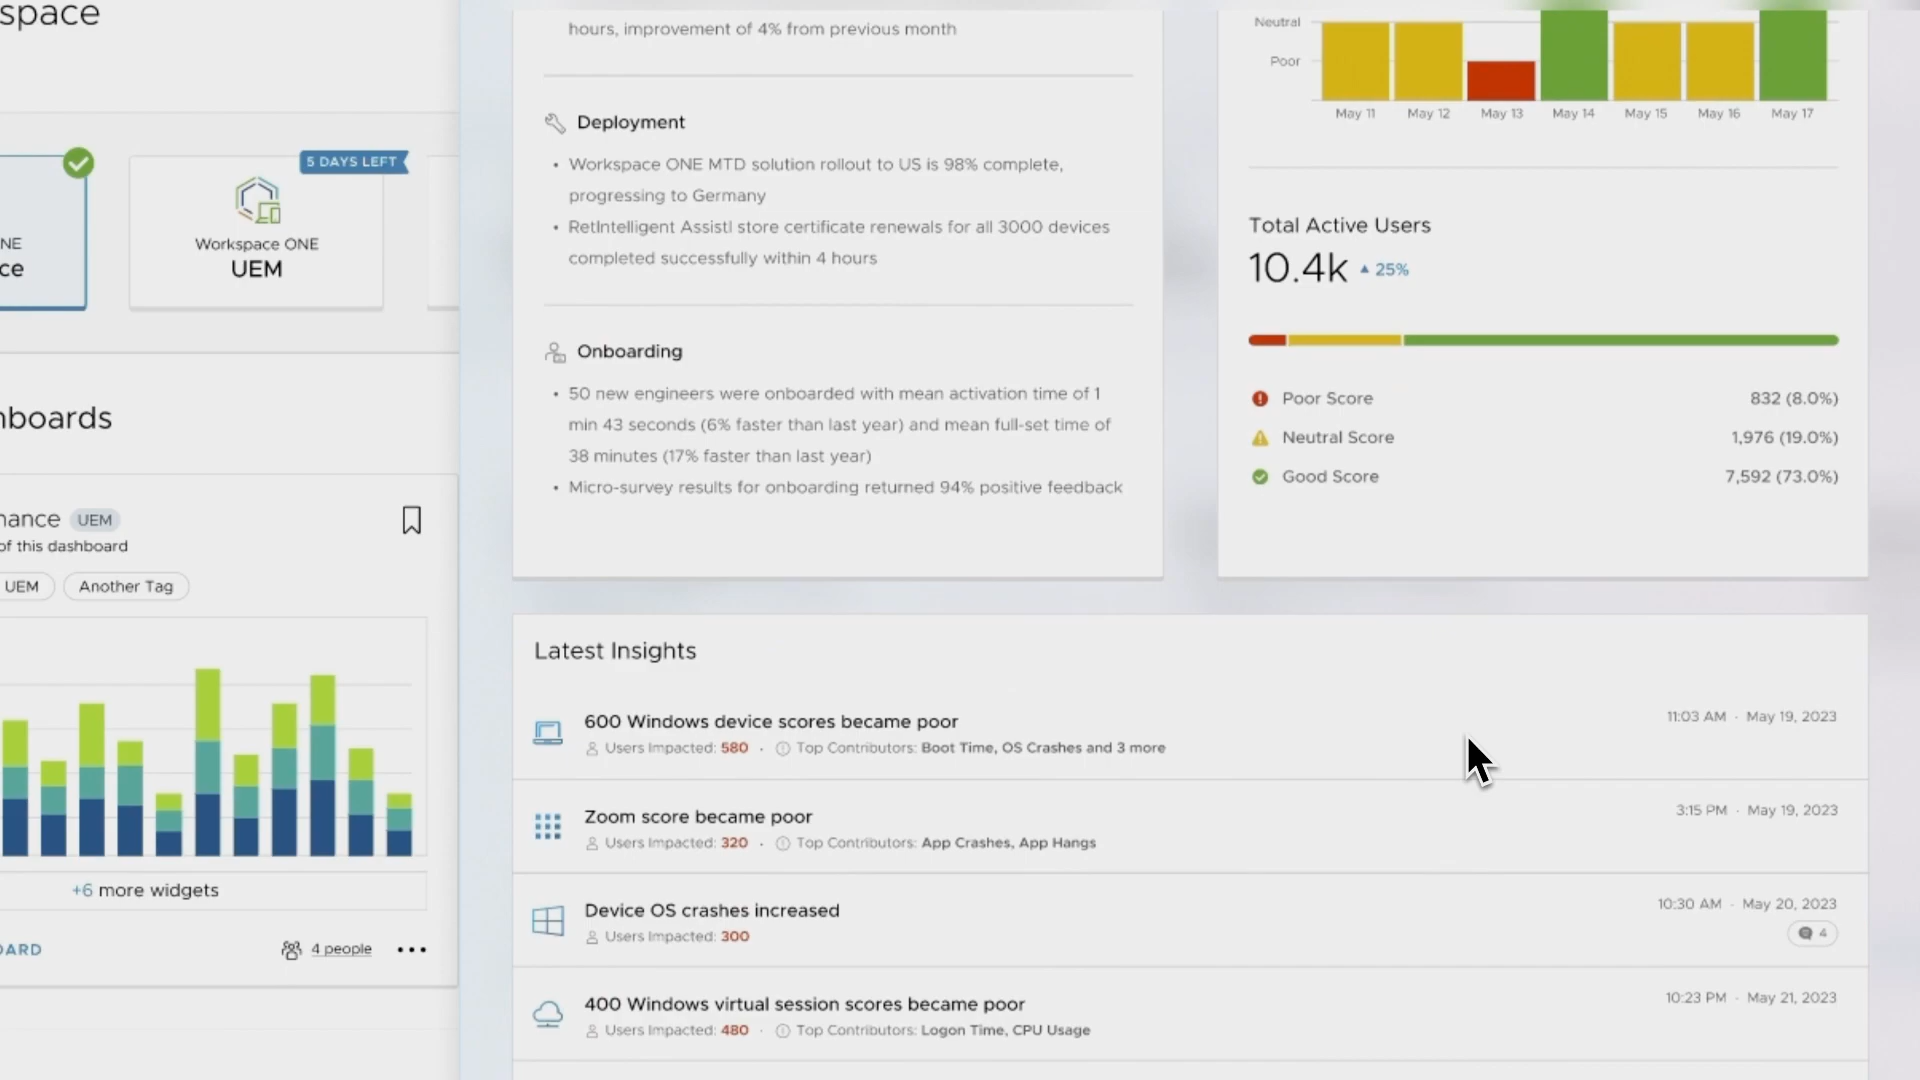 space
5 DAYS LEFT
NE
ce
Workspace ONE
UEM
hboards
nance UEM
of this dashboard
UEM
Another Tag
+6 more widgets
OARD
4 people
hours, improvement of 4% from previous month
Deployment
• Workspace ONE MTD solution rollout to US is 98% complete,
progressing to Germany
• RetIntelligent Assistl store certificate renewals for all 3000 devices
completed successfully within 4 hours
Onboarding
• 50 new engineers were onboarded with mean activation time of 1
min 43 seconds (6% faster than last year) and mean full-set time of
38 minutes (17% faster than last year)
• Micro-survey results for onboarding returned 94% positive feedback
Neutral
Poor
May 11 May 12 May 13 May 14 May 15 May 16 May 17
Total Active Users
10.4k ▲ 25%
Poor Score 832 (8.0%)
Neutral Score 1,976 (19.0%)
Good Score 7,592 (73.0%)
Latest Insights
600 Windows device scores became poor
11:03 AM · May 19, 2023
Users Impacted: 580 · Top Contributors: Boot Time, OS Crashes and 3 more
Zoom score became poor
3:15 PM · May 19, 2023
Users Impacted: 320 · Top Contributors: App Crashes, App Hangs
Device OS crashes increased
10:30 AM · May 20, 2023
Users Impacted: 300
4
400 Windows virtual session scores became poor
10:23 PM · May 21, 2023
Users Impacted: 480 · Top Contributors: Logon Time, CPU Usage